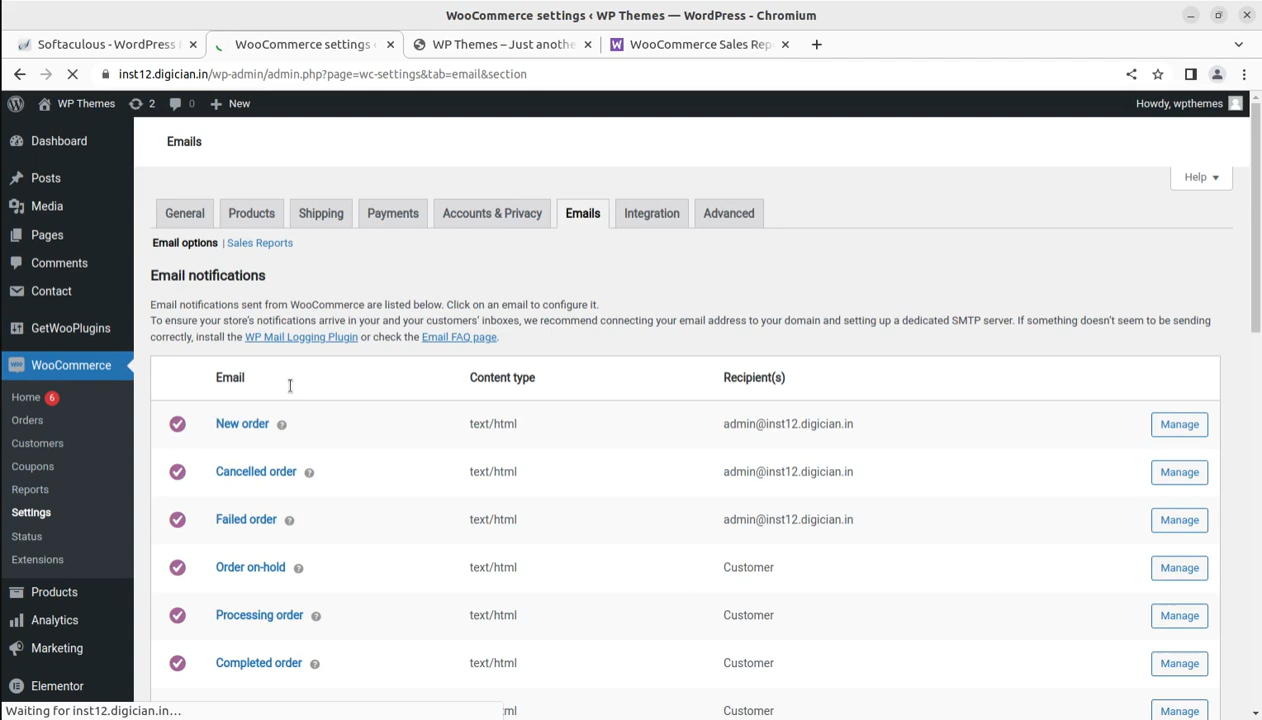 WooCommerce settings ‹ WP Themes — WordPress - Chromium
Softaculous - WordPress
WooCommerce settings ‹
WP Themes – Just anothe
WooCommerce Sales Rep
inst12.digician.in/wp-admin/admin.php?page=wc-settings&tab=email&section
WP Themes 2 0 New Howdy, wpthemes
Dashboard
Posts
Media
Pages
Comments
Contact
GetWooPlugins
WooCommerce
Home 6
Orders
Customers
Coupons
Reports
Settings
Status
Extensions
Products
Analytics
Marketing
Elementor
Emails
Help
General Products Shipping Payments Accounts & Privacy Emails Integration Advanced
Email options | Sales Reports
Email notifications
Email notifications sent from WooCommerce are listed below. Click on an email to configure it.
To ensure your store's notifications arrive in your and your customers' inboxes, we recommend connecting your email address to your domain and setting up a dedicated SMTP server. If something doesn't seem to be sending
correctly, install the WP Mail Logging Plugin or check the Email FAQ page.
Email Content type Recipient(s)
New order text/html admin@inst12.digician.in Manage
Cancelled order text/html admin@inst12.digician.in Manage
Failed order text/html admin@inst12.digician.in Manage
Order on-hold text/html Customer Manage
Processing order text/html Customer Manage
Completed order text/html Customer Manage
Customer Manage
Waiting for inst12.digician.in...